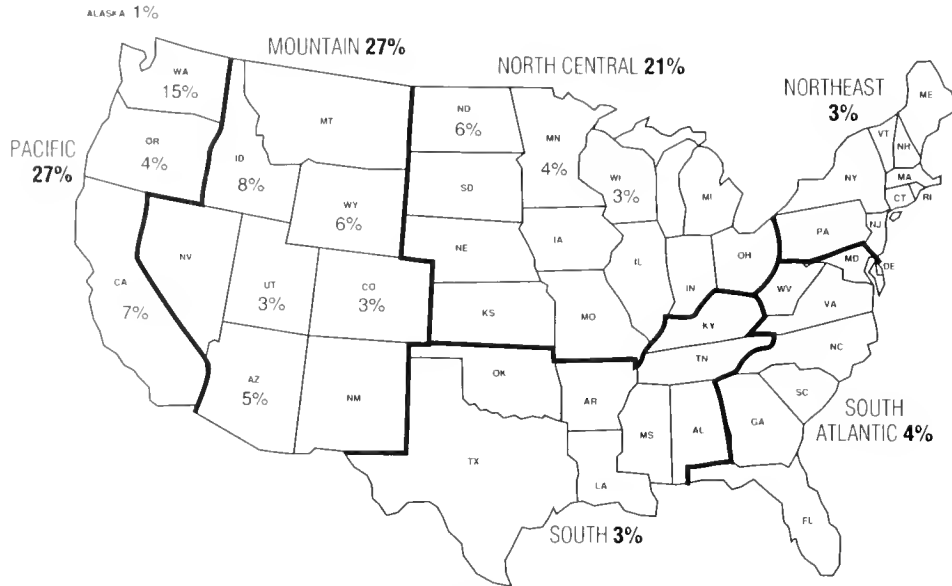 ALASKA 1%
MOUNTAIN 27%
NORTH CENTRAL 21%
NORTHEAST
3%
PACIFIC
27%
WA
15%
OR
4%
CA
7%
NV
ID
8%
MT
WY
6%
UT
3%
CO
3%
AZ
5%
NM
ND
6%
SD
NE
KS
OK
TX
MN
4%
IA
MO
AR
LA
WI
3%
IL
MI
IN
OH
KY
TN
MS
AL
ME
VT
NH
MA
CT
RI
NY
PA
NJ
MD
DE
WV
VA
NC
SC
GA
FL
SOUTH
ATLANTIC 4%
SOUTH 3%